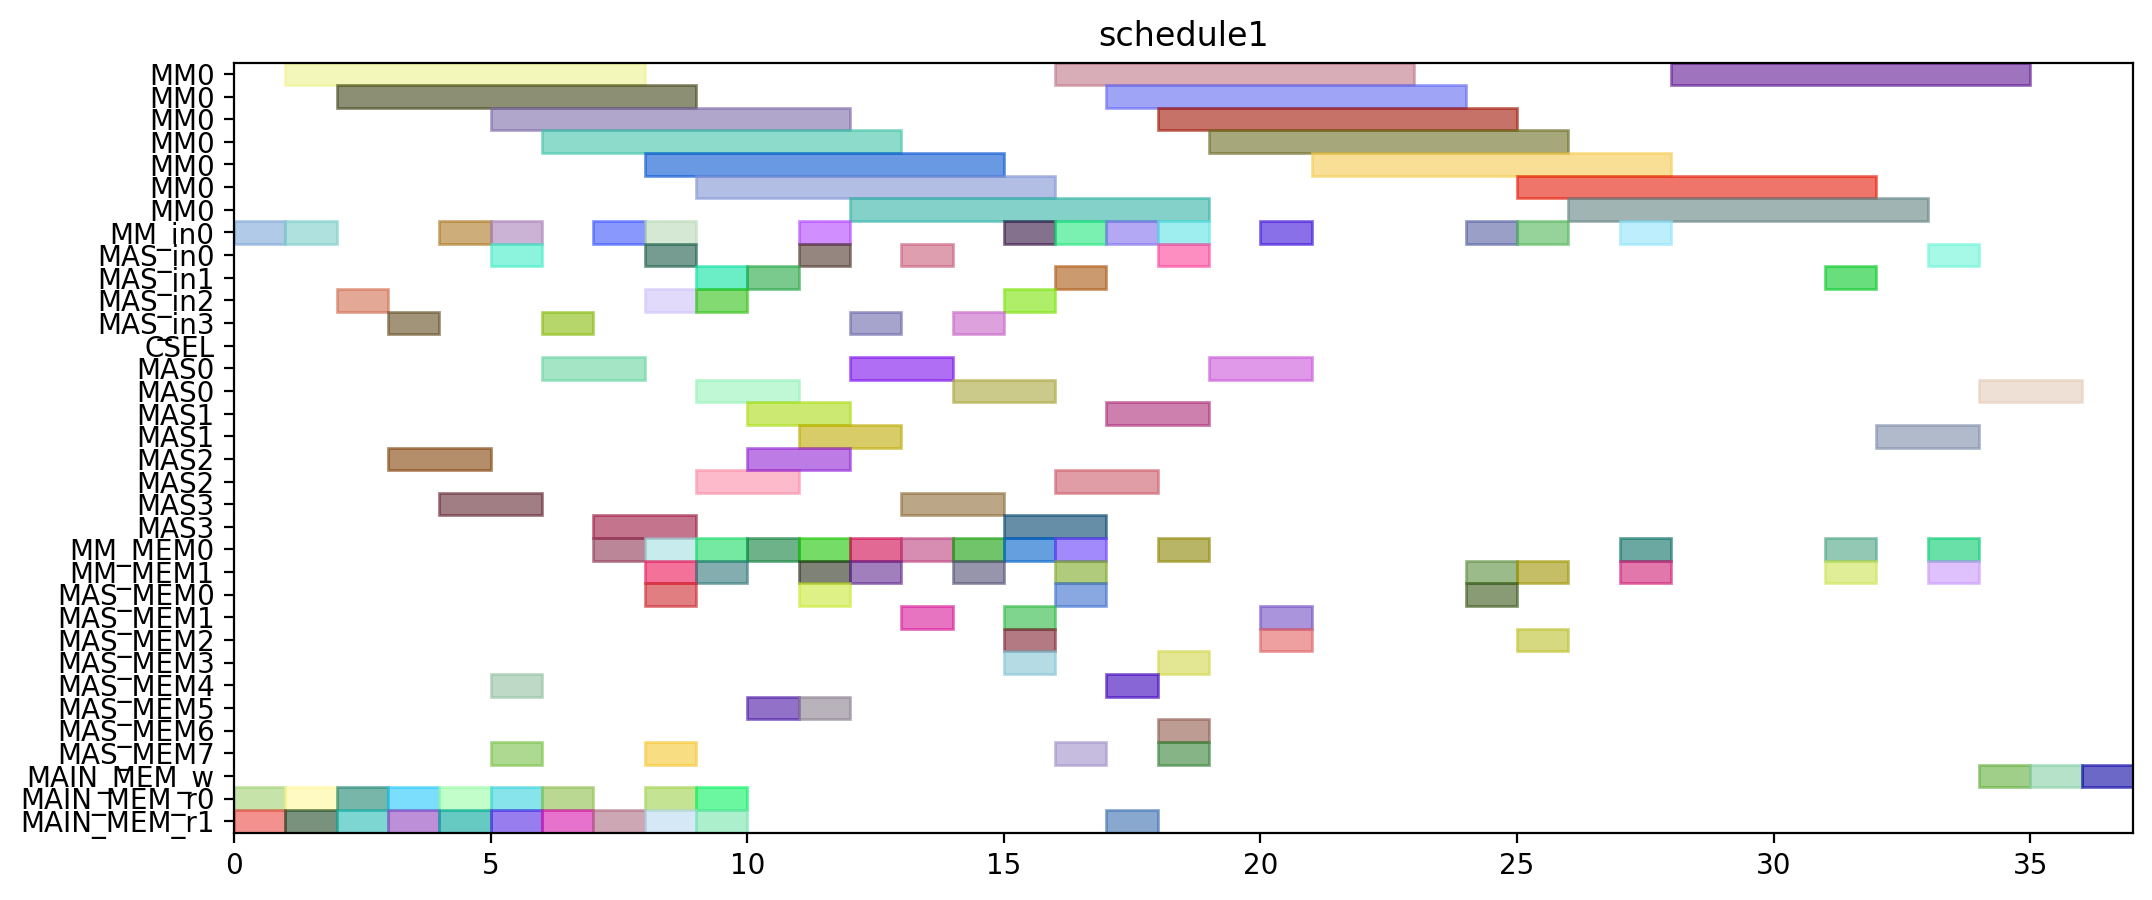 schedule1
MM0
MM0
MM0
MM0
MM0
MM0
MM0
MM_in0
MAS_in0
MAS_in1
MAS_in2
MAS_in3
CSEL
MAS0
MAS0
MAS1
MAS1
MAS2
MAS2
MAS3
MAS3
MM_MEM0
MM_MEM1
MAS_MEM0
MAS_MEM1
MAS_MEM2
MAS_MEM3
MAS_MEM4
MAS_MEM5
MAS_MEM6
MAS_MEM7
MAIN_MEM_w
MAIN_MEM_r0
MAIN_MEM_r1
0 5 10 15 20 25 30 35